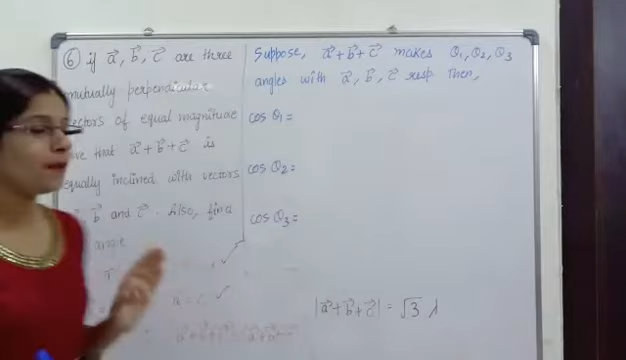 ⑥ if a⃗, b⃗, c⃗ are three
mutually perpendicular
vectors of equal magnitude
that a⃗+b⃗+c⃗ is
equally inclined with vectors
b⃗ and c⃗. Also, find
Suppose, a⃗+b⃗+c⃗ makes θ₁, θ₂, θ₃
angles with a⃗, b⃗, c⃗ resp then,
cos θ₁=
cos θ₂=
cos θ₃=
|a⃗+b⃗+c⃗| = √3 λ